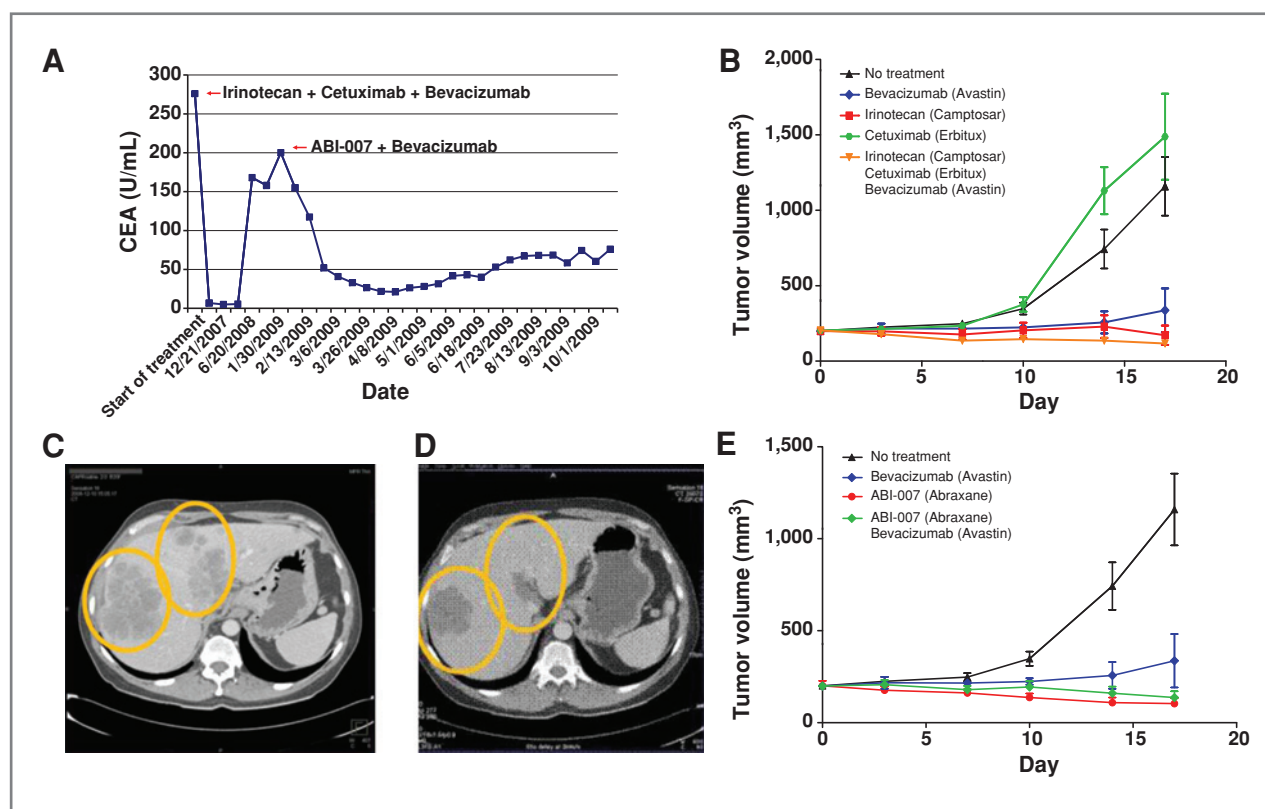 A
300
250
200
150
100
50
0
CEA (U/mL)
Irinotecan + Cetuximab + Bevacizumab
ABI-007 + Bevacizumab
Start of treatment
12/21/2007
6/20/2008
1/30/2009
2/13/2009
3/6/2009
3/26/2009
4/8/2009
5/1/2009
6/5/2009
6/18/2009
7/23/2009
8/13/2009
9/3/2009
10/1/2009
Date
B
2,000
1,500
1,000
500
0
Tumor volume (mm³)
No treatment
Bevacizumab (Avastin)
Irinotecan (Camptosar)
Cetuximab (Erbitux)
Irinotecan (Camptosar)
Cetuximab (Erbitux)
Bevacizumab (Avastin)
0
5
10
15
20
Day
C
D
E
1,500
1,000
500
0
Tumor volume (mm³)
No treatment
Bevacizumab (Avastin)
ABI-007 (Abraxane)
ABI-007 (Abraxane)
Bevacizumab (Avastin)
0
5
10
15
20
Day